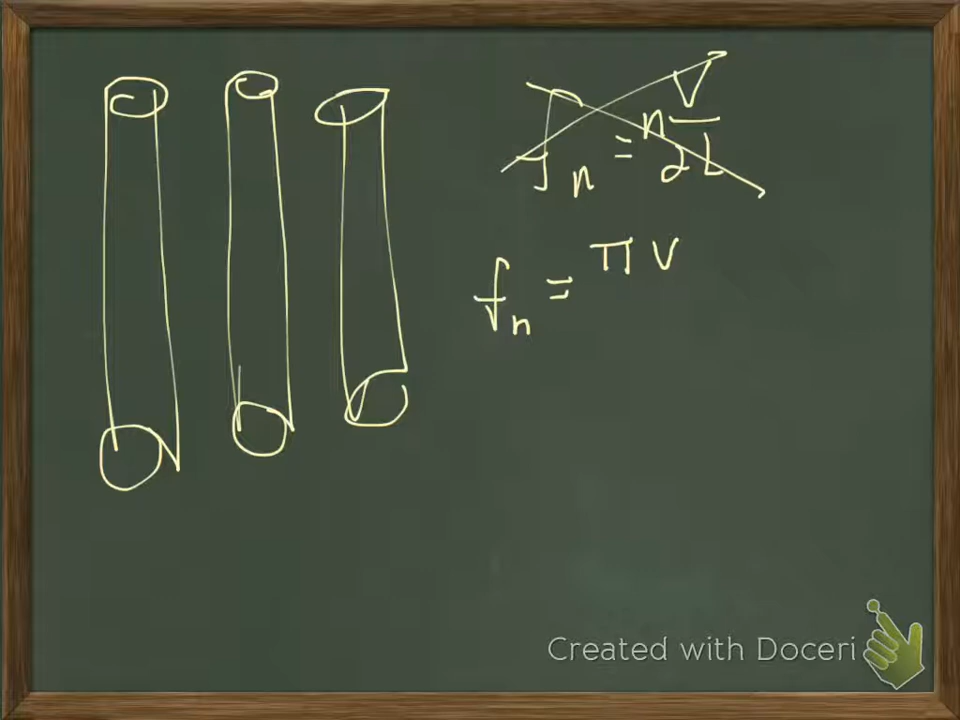 fn = n V/2L
fn = π V
Created with Doceri